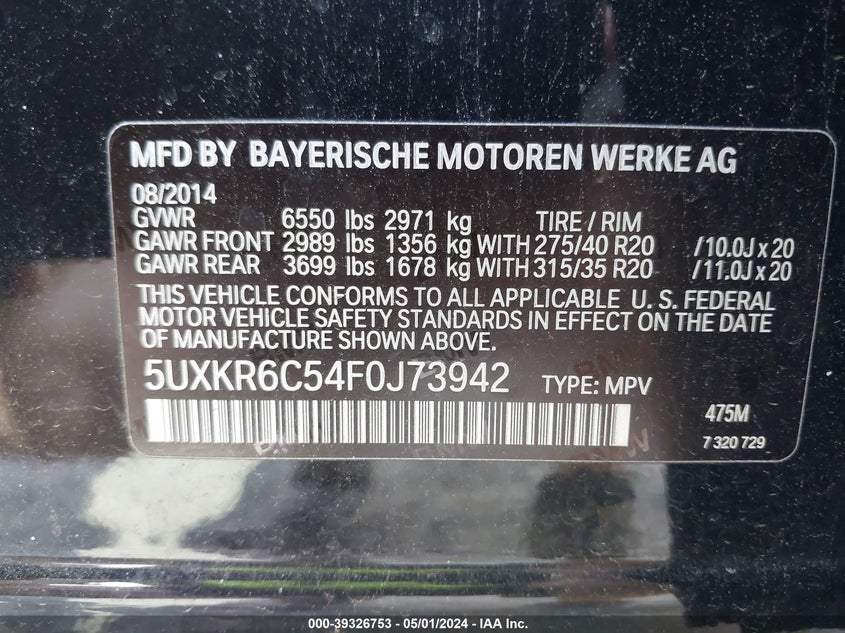 MFD BY BAYERISCHE MOTOREN WERKE AG
08/2014
GVWR 6550 lbs 2971 kg TIRE / RIM
GAWR FRONT 2989 lbs 1356 kg WITH 275/40 R20 /10.0J x 20
GAWR REAR 3699 lbs 1678 kg WITH 315/35 R20 /11.0J x 20
THIS VEHICLE CONFORMS TO ALL APPLICABLE U. S. FEDERAL
MOTOR VEHICLE SAFETY STANDARDS IN EFFECT ON THE DATE
OF MANUFACTURE SHOWN ABOVE.
5UXKR6C54F0J73942 TYPE: MPV
475M
7 320 729
000-39326753 - 05/01/2024 - IAA Inc.